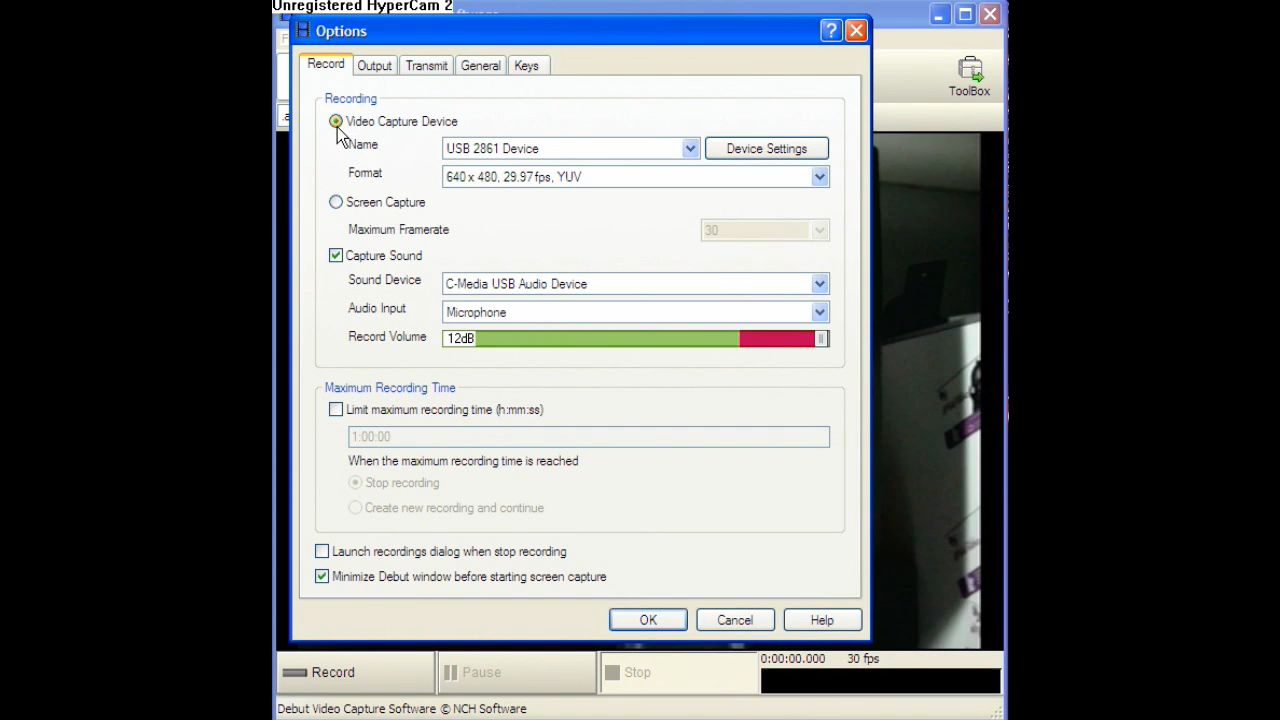 Unregistered HyperCam 2
Options
Record Output Transmit General Keys
ToolBox
Recording
Video Capture Device
Name USB 2861 Device Device Settings
Format 640 x 480, 29.97fps, YUV
Screen Capture
Maximum Framerate 30
Capture Sound
Sound Device C-Media USB Audio Device
Audio Input Microphone
Record Volume 12dB
Maximum Recording Time
Limit maximum recording time (h:mm:ss)
1:00:00
When the maximum recording time is reached
Stop recording
Create new recording and continue
Launch recordings dialog when stop recording
Minimize Debut window before starting screen capture
OK Cancel Help
Record Pause Stop 0:00:00.000 30 fps
Debut Video Capture Software © NCH Software